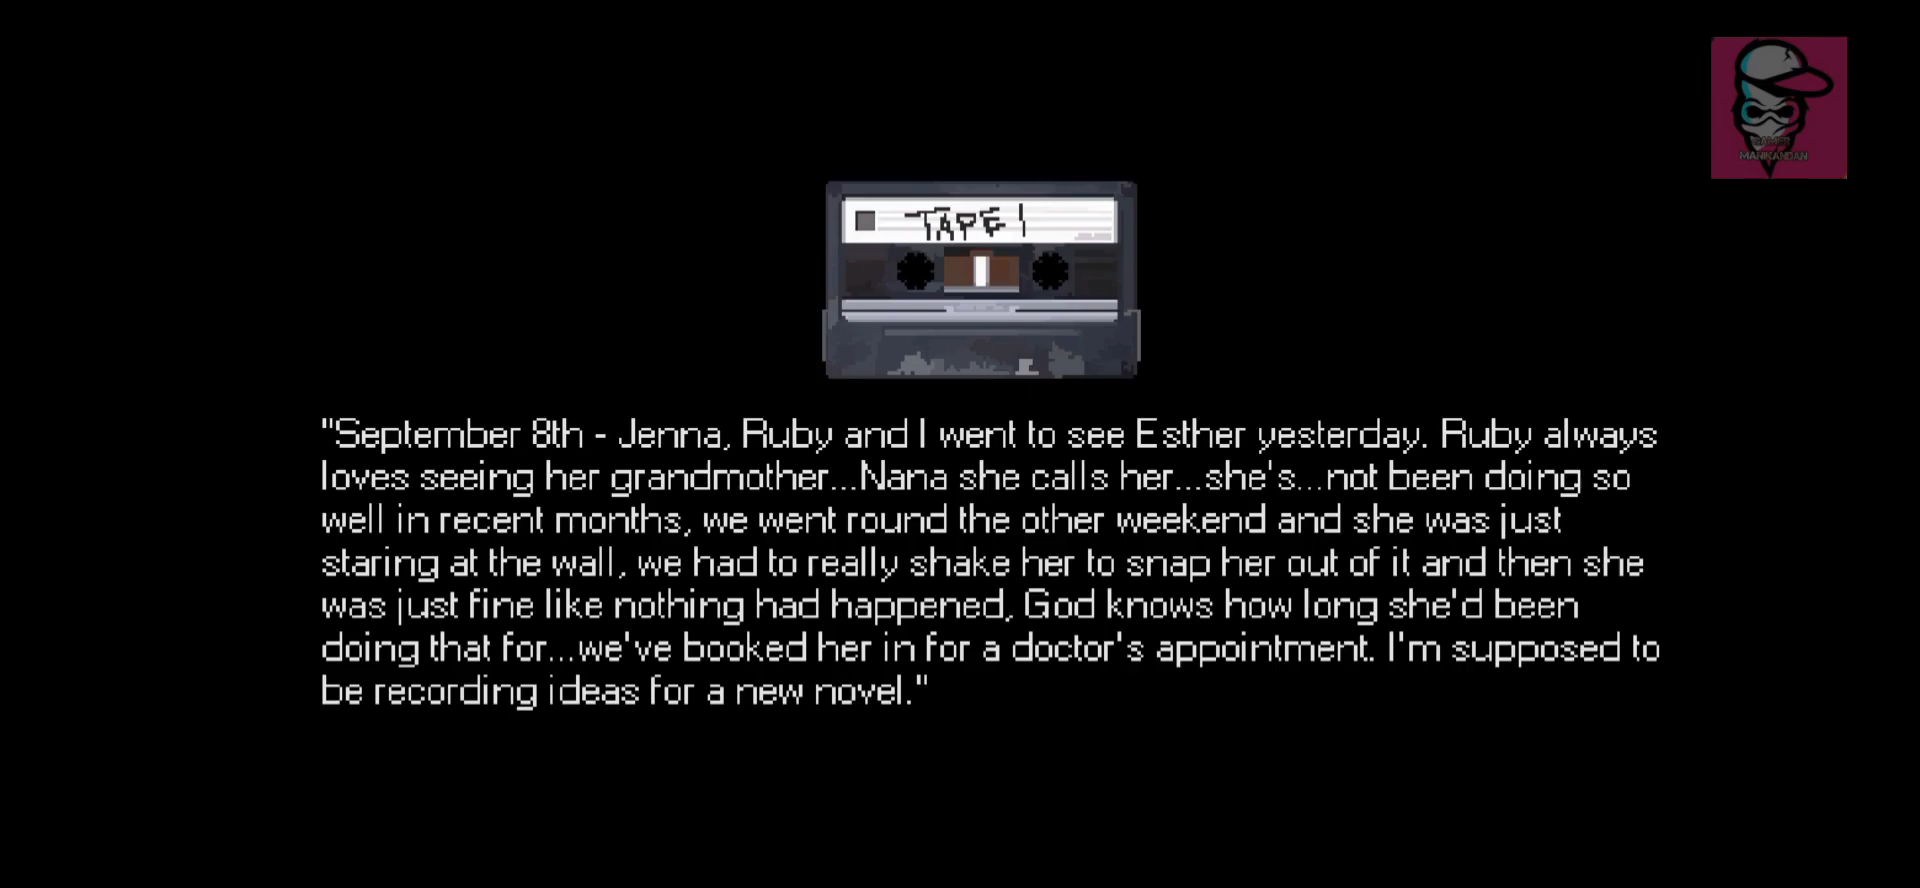 GAMER
MANIKANDAN
TAPE 1
"September 8th - Jenna, Ruby and I went to see Esther yesterday. Ruby always
loves seeing her grandmother...Nana she calls her...she's...not been doing so
well in recent months, we went round the other weekend and she was just
staring at the wall, we had to really shake her to snap her out of it and then she
was just fine like nothing had happened, God knows how long she'd been
doing that for...we've booked her in for a doctor's appointment. I'm supposed to
be recording ideas for a new novel."